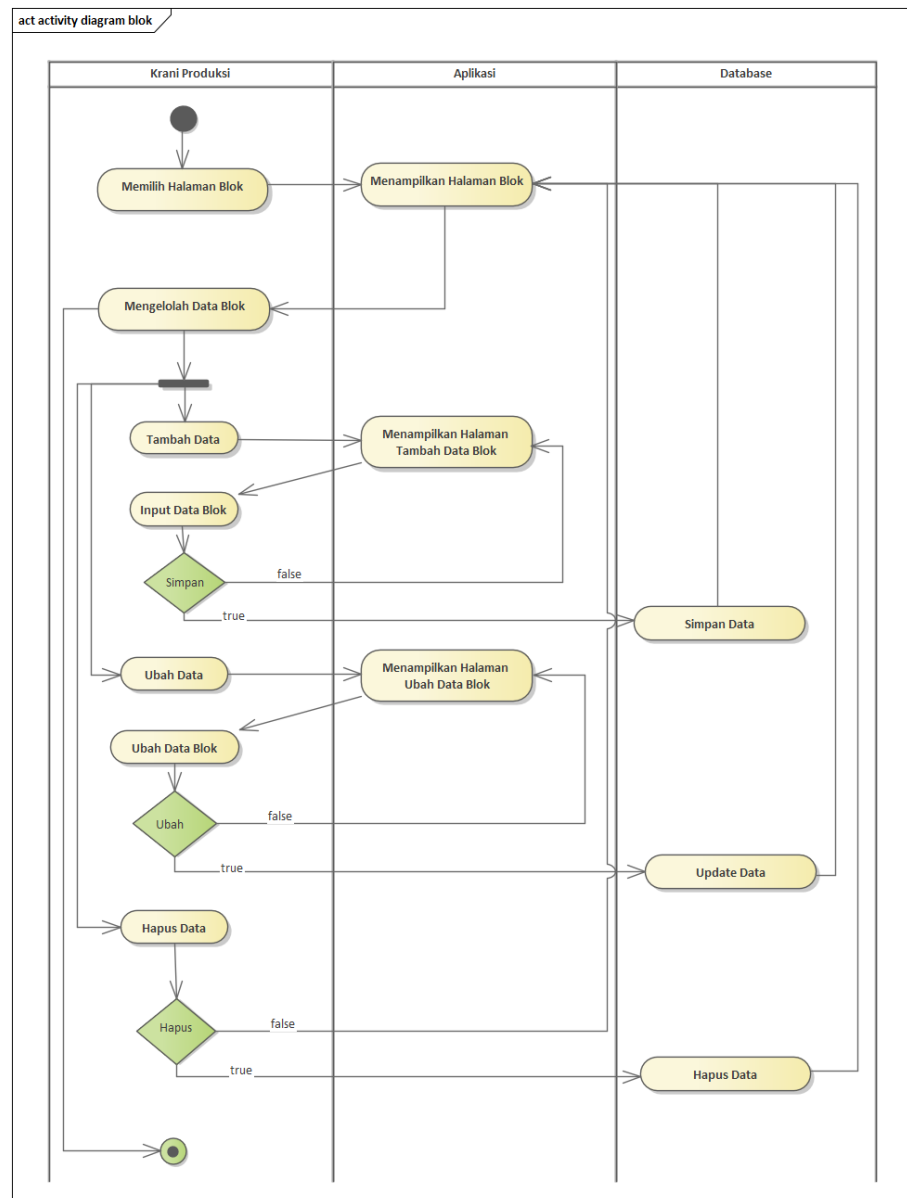 act activity diagram blok
Krani Produksi
Aplikasi
Database
Memilih Halaman Blok
Menampilkan Halaman Blok
Mengelolah Data Blok
Tambah Data
Menampilkan Halaman
Tambah Data Blok
Input Data Blok
Simpan
false
true
Simpan Data
Ubah Data
Menampilkan Halaman
Ubah Data Blok
Ubah Data Blok
Ubah
false
true
Update Data
Hapus Data
Hapus
false
true
Hapus Data